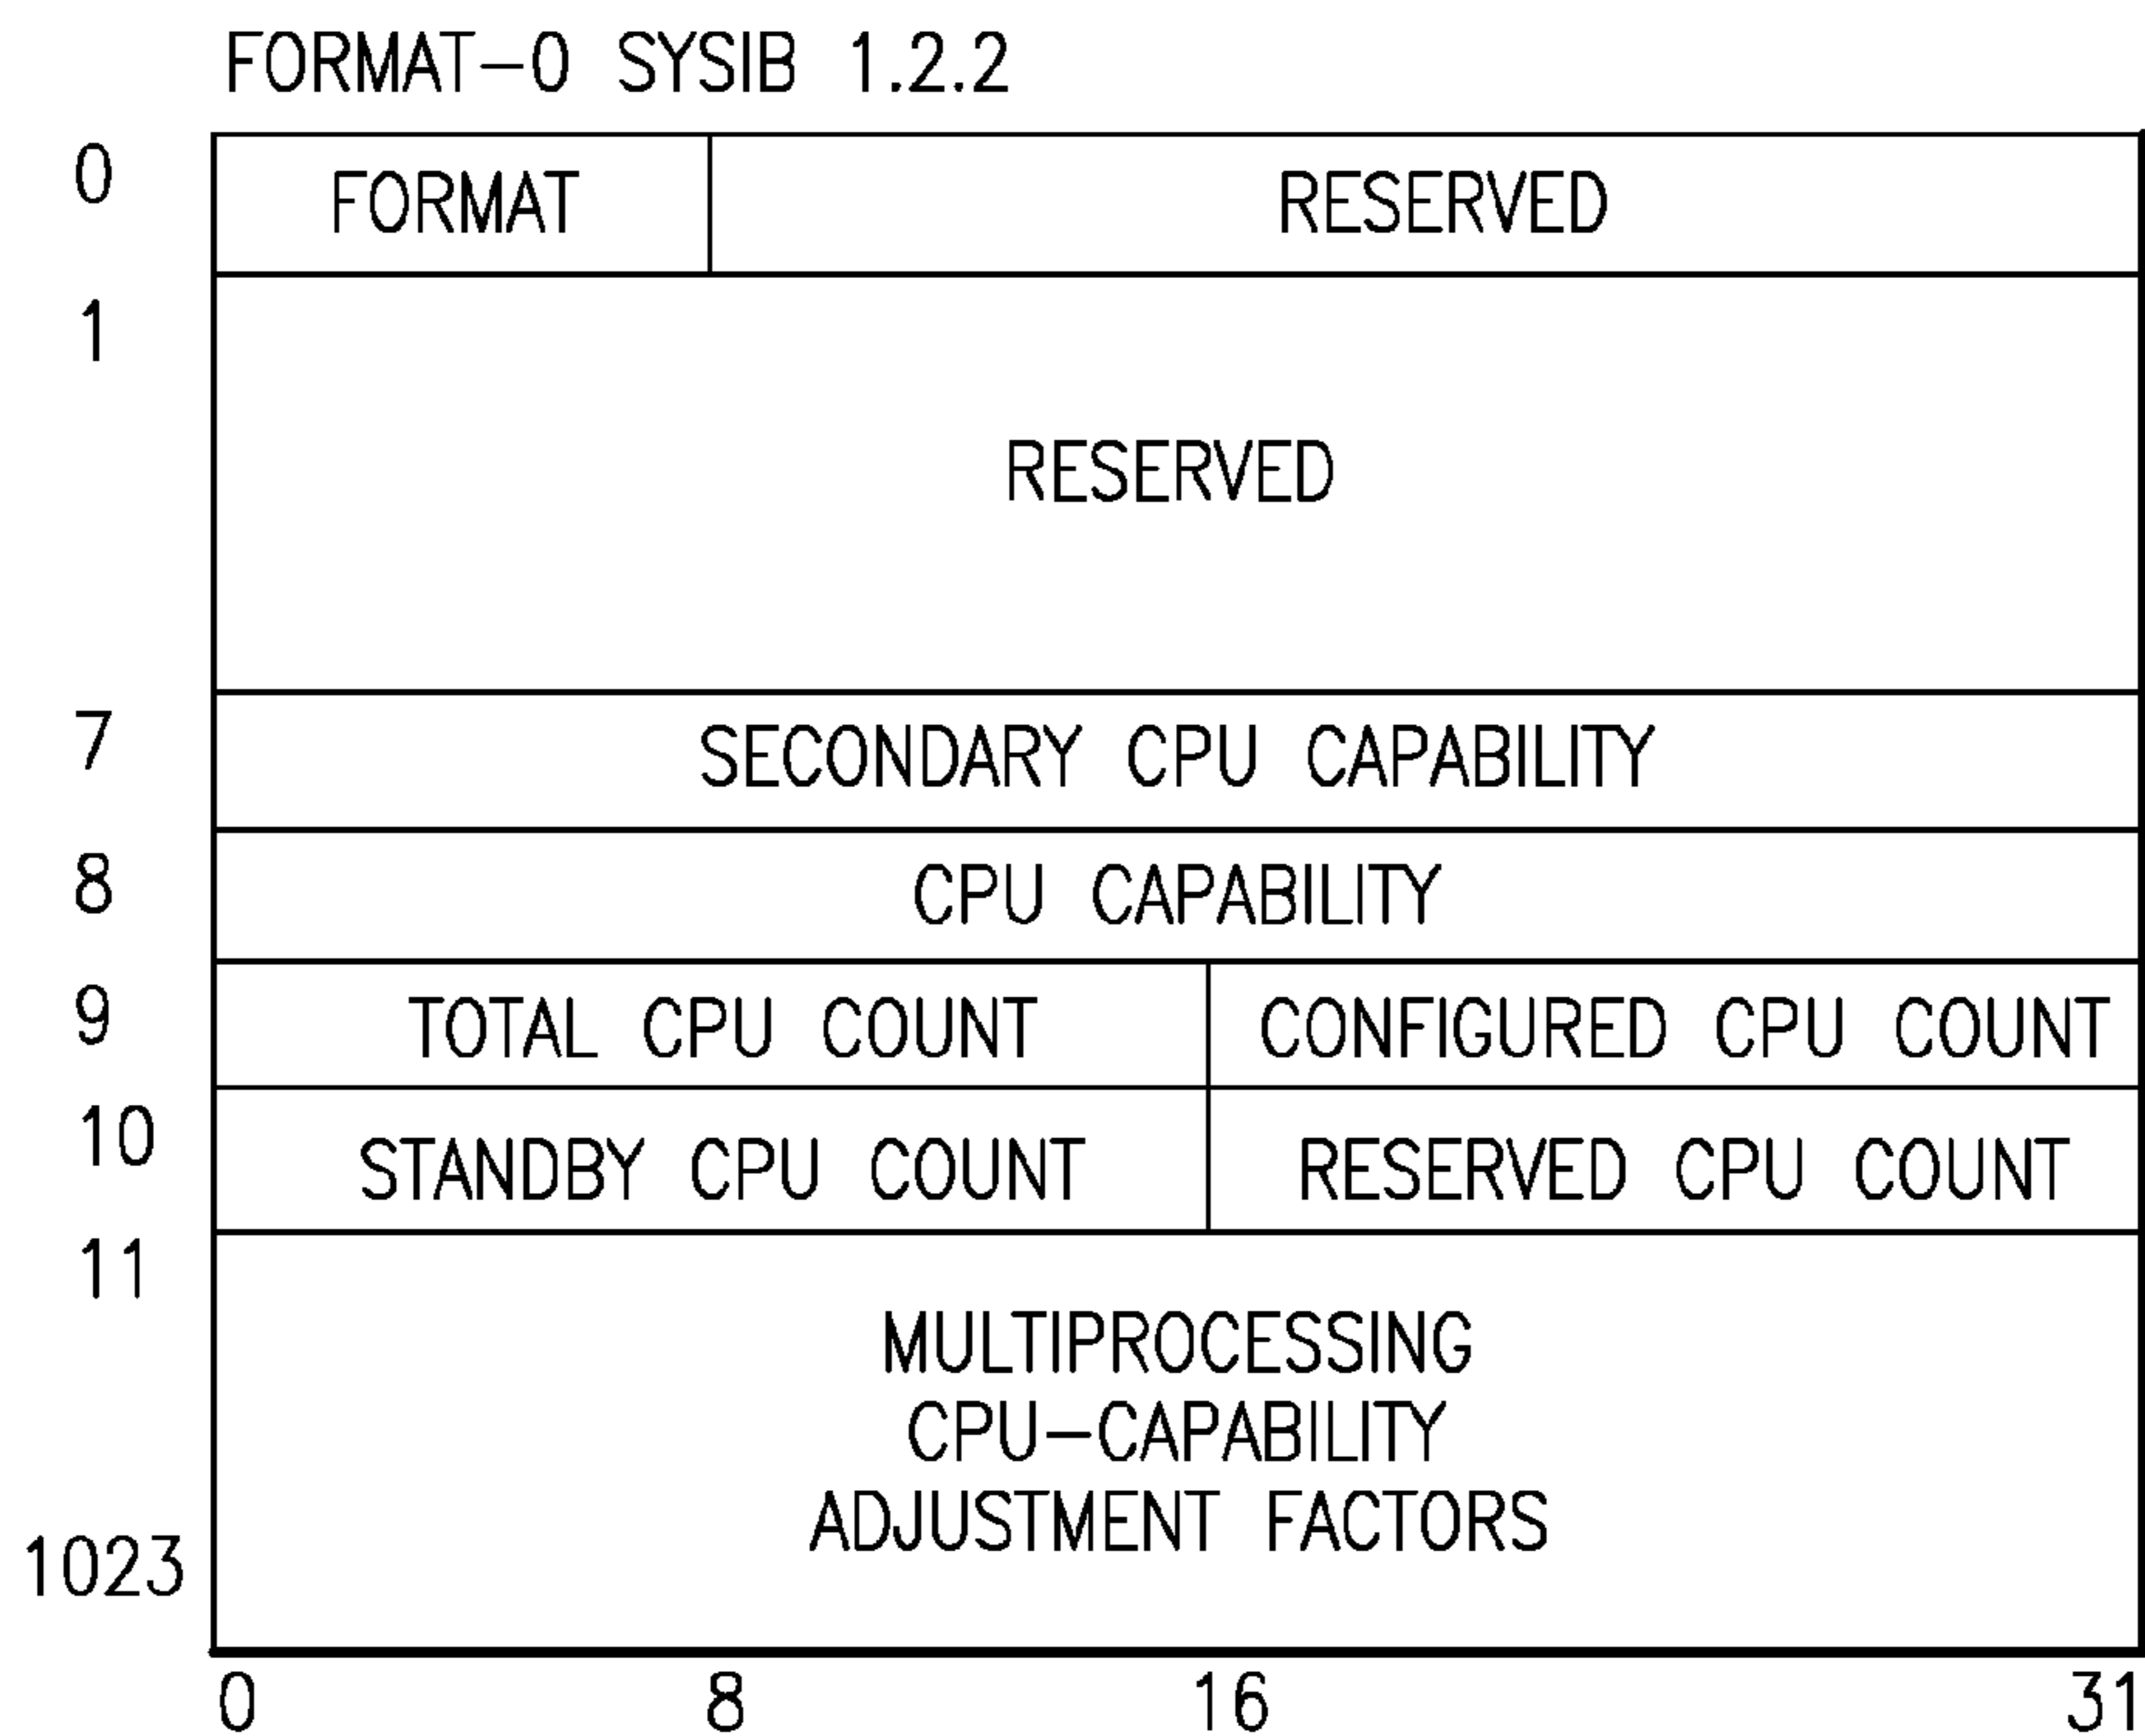 FORMAT-0 SYSIB 1.2.2
0 FORMAT RESERVED
1
RESERVED
7 SECONDARY CPU CAPABILITY
8 CPU CAPABILITY
9 TOTAL CPU COUNT CONFIGURED CPU COUNT
10 STANDBY CPU COUNT RESERVED CPU COUNT
11
MULTIPROCESSING
CPU-CAPABILITY
ADJUSTMENT FACTORS
1023
0 8 16 31